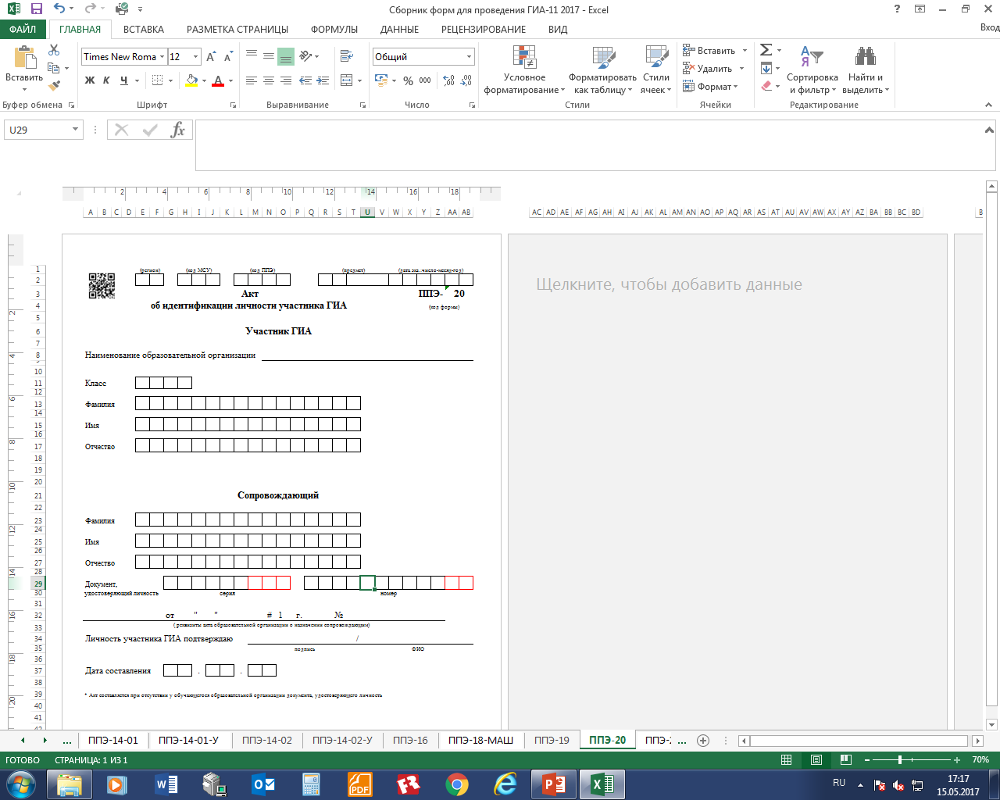 Сборник форм для проведения ГИА-11 2017 - Excel
ФАЙЛ ГЛАВНАЯ ВСТАВКА РАЗМЕТКА СТРАНИЦЫ ФОРМУЛЫ ДАННЫЕ РЕЦЕНЗИРОВАНИЕ ВИД Вход
Вставить
Times New Roma 12
Ж К Ч
Общий
% 000
Условное форматирование
Форматировать как таблицу
Стили ячеек
Вставить
Удалить
Формат
Сортировка и фильтр
Найти и выделить
Буфер обмена Шрифт Выравнивание Число Стили Ячейки Редактирование
U29
2 4 6 8 10 12 14 16 18
A B C D E F G H I J K L M N O P Q R S T U V W X Y Z AA AB AC AD AE AF AG AH AI AJ AK AL AM AN AO AP AQ AR AS AT AU AV AW AX AY AZ BA BB BC BD
(регион) (код МСУ) (код ППЭ) (предмет) (дата экз.:число-месяц-год)
Акт ППЭ- 20
об идентификации личности участника ГИА (код формы)
Участник ГИА
Наименование образовательной организации
Класс
Фамилия
Имя
Отчество
Сопровождающий
Фамилия
Имя
Отчество
Документ,
удостоверяющий личность серия номер
от " " # 1 г. №
( реквизиты акта образовательной организации о назначении сопровождающим)
Личность участника ГИА подтверждаю /
подпись ФИО
Дата составления . .
* Акт составляется при отсутствии у обучающегося образовательной организации документа, удостоверяющего личность
Щелкните, чтобы добавить данные
... ППЭ-14-01 ППЭ-14-01-У ППЭ-14-02 ППЭ-14-02-У ППЭ-16 ППЭ-18-МАШ ППЭ-19 ППЭ-20 ППЭ-2 ...
ГОТОВО СТРАНИЦА: 1 ИЗ 1 70%
RU 17:17
15.05.2017